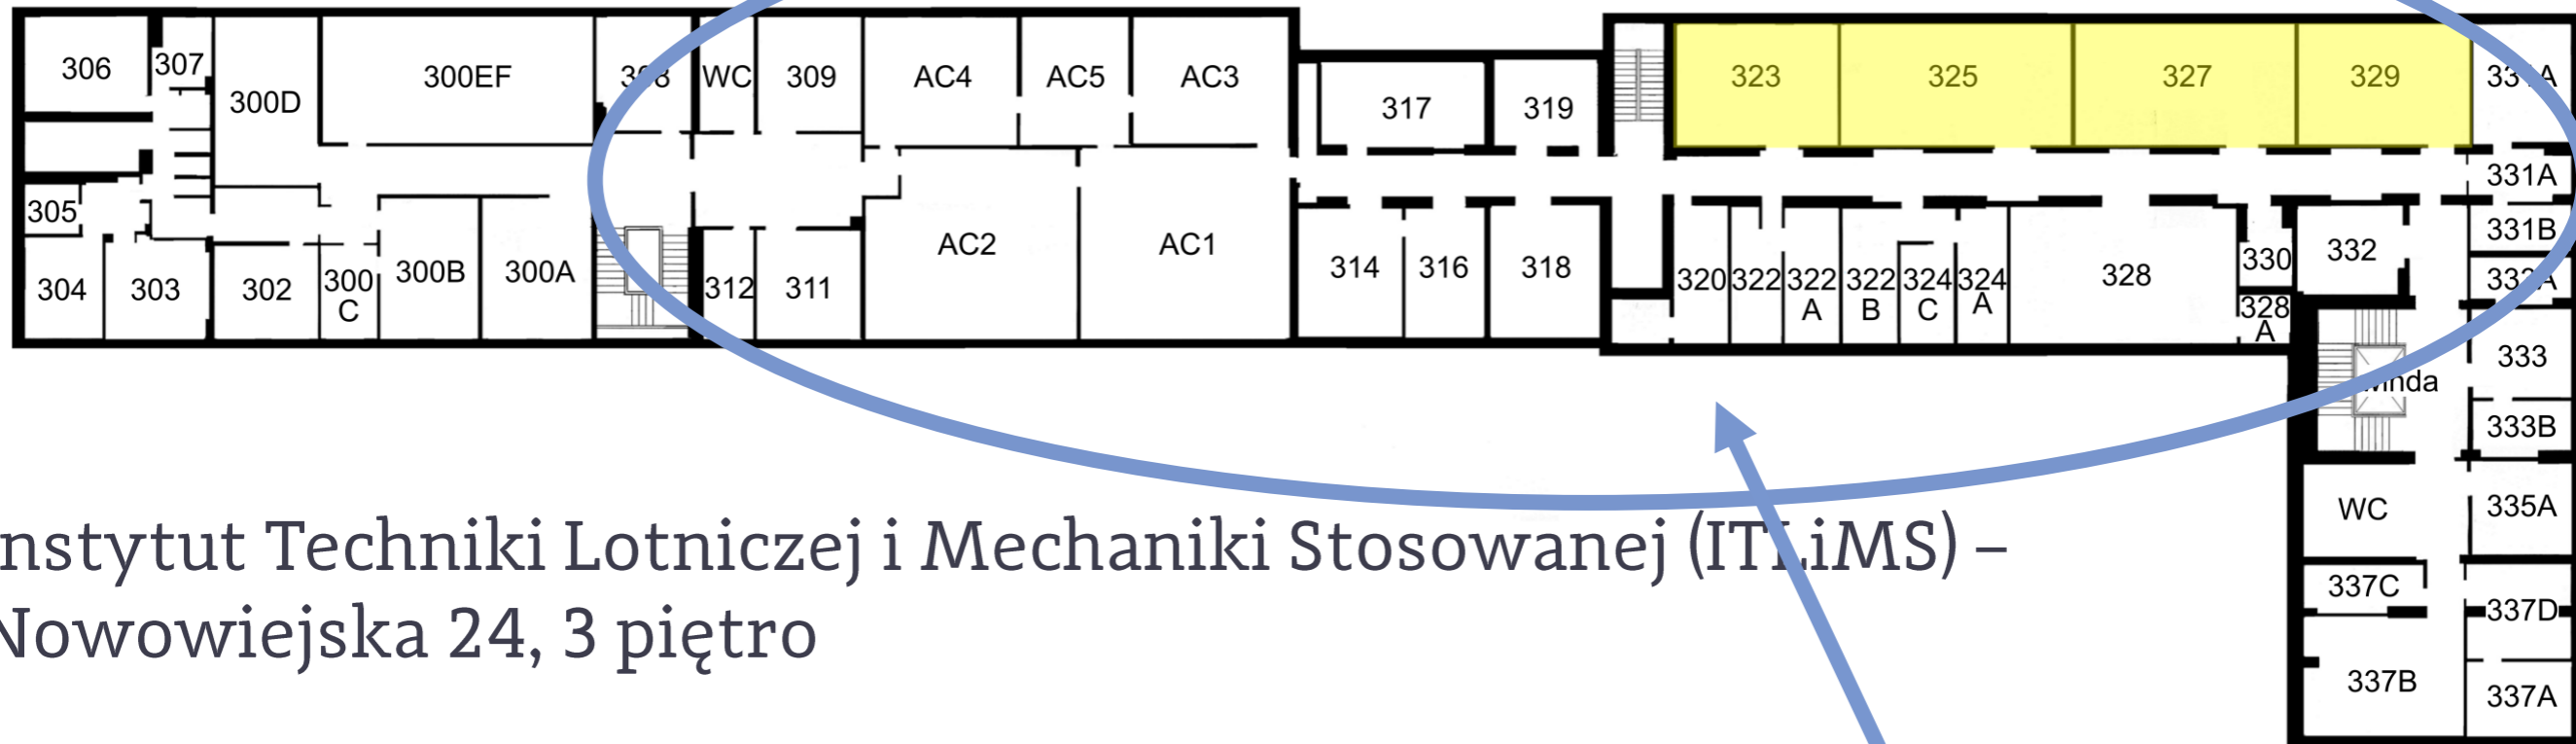 306
307
300D
300EF
308
WC
309
AC4
AC5
AC3
317
319
323
325
327
329
331A
305
304
303
302
300
C
300B
300A
312
311
AC2
AC1
314
316
318
320
322
322
A
322
B
324
C
324
A
328
330
328
A
332
331A
331B
333
333B
WC
335A
337C
337D
337B
337A
nstytut Techniki Lotniczej i Mechaniki Stosowanej (ITLiMS) –
Nowowiejska 24, 3 piętro